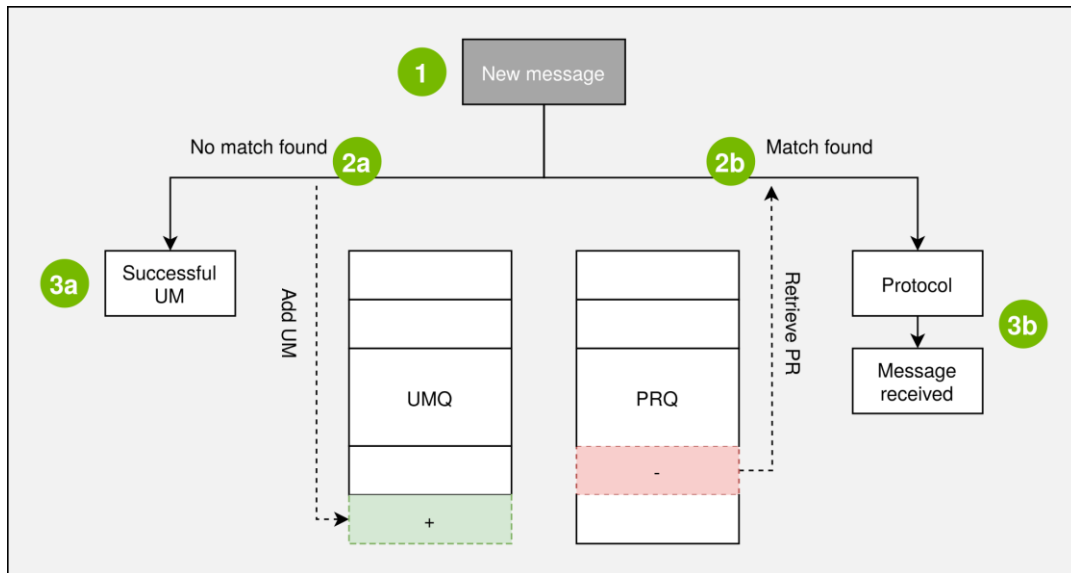 1
New message
No match found
2a
2b
Match found
3a
Successful
UM
Add UM
UMQ
+
PRQ
-
Retrieve PR
Protocol
3b
Message
received